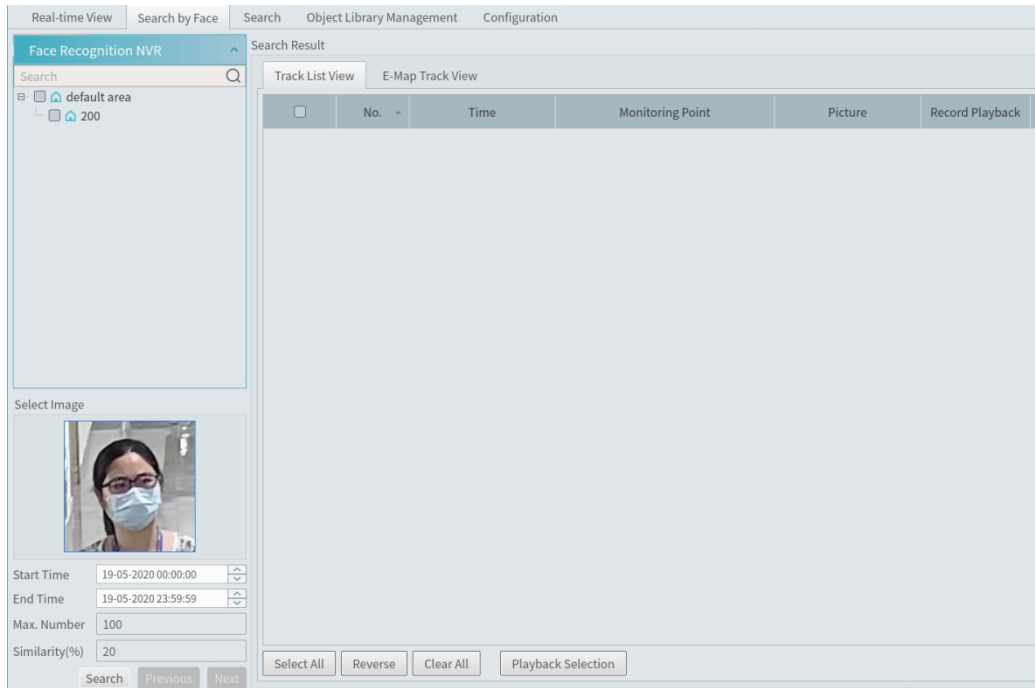 Real-time View Search by Face Search Object Library Management Configuration
Face Recognition NVR
Search
default area
200
Select Image
Start Time 19-05-2020 00:00:00
End Time 19-05-2020 23:59:59
Max. Number 100
Similarity(%) 20
Search Previous Next
Search Result
Track List View E-Map Track View
No. Time Monitoring Point Picture Record Playback
Select All Reverse Clear All Playback Selection